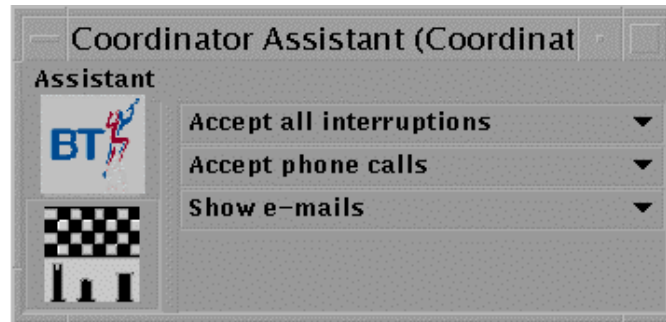 Coordinator Assistant (Coordinat
Assistant
BT
Accept all interruptions
Accept phone calls
Show e-mails